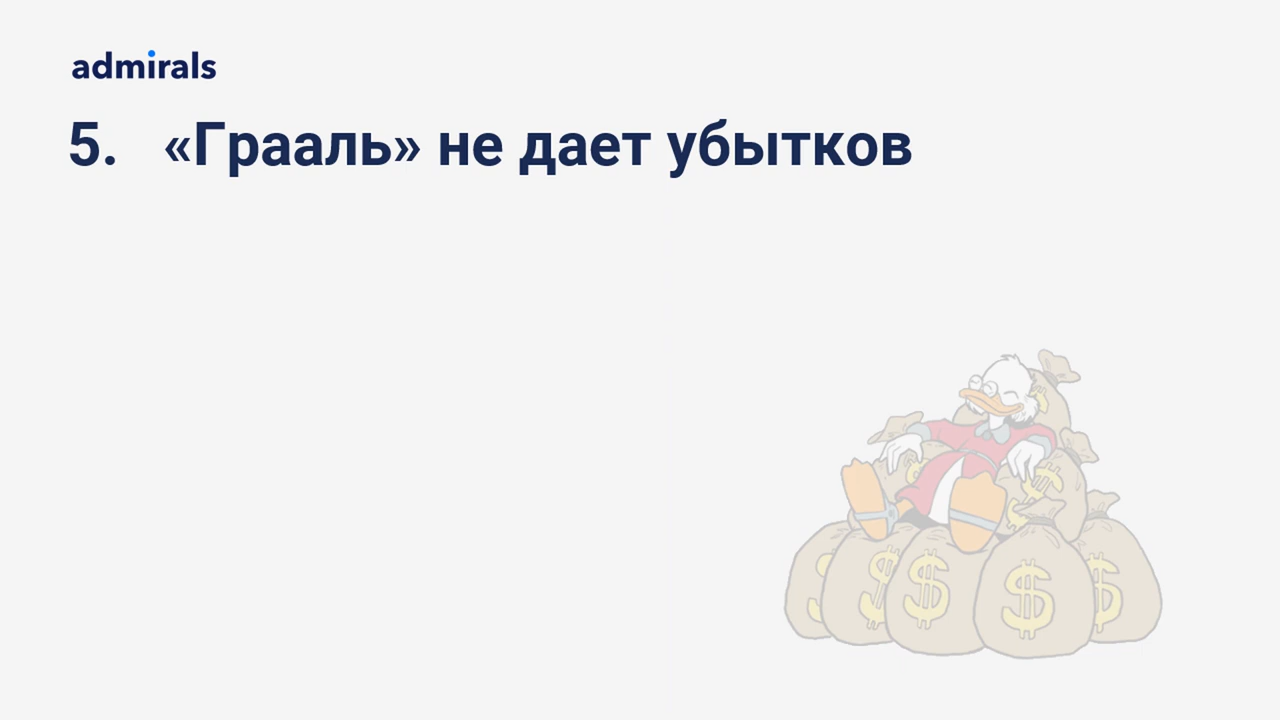 admirals
5. «Грааль» не дает убытков
$ $ $ $ $